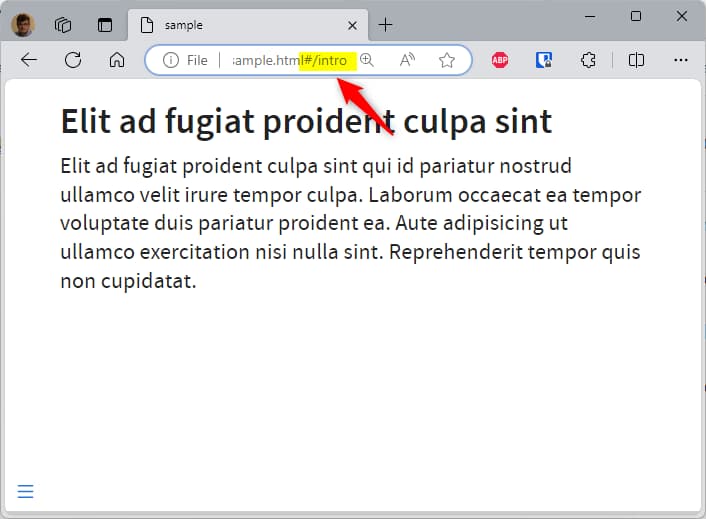 sample
File
sample.html#/intro
ABP
Elit ad fugiat proident culpa sint
Elit ad fugiat proident culpa sint qui id pariatur nostrud
ullamco velit irure tempor culpa. Laborum occaecat ea tempor
voluptate duis pariatur proident ea. Aute adipisicing ut
ullamco exercitation nisi nulla sint. Reprehenderit tempor quis
non cupidatat.